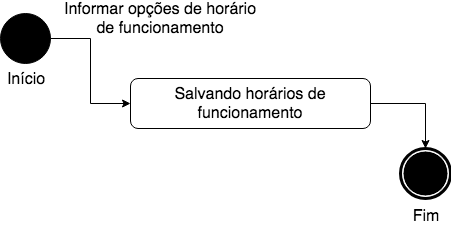 Informar opções de horário
de funcionamento
Início
Salvando horários de
funcionamento
Fim